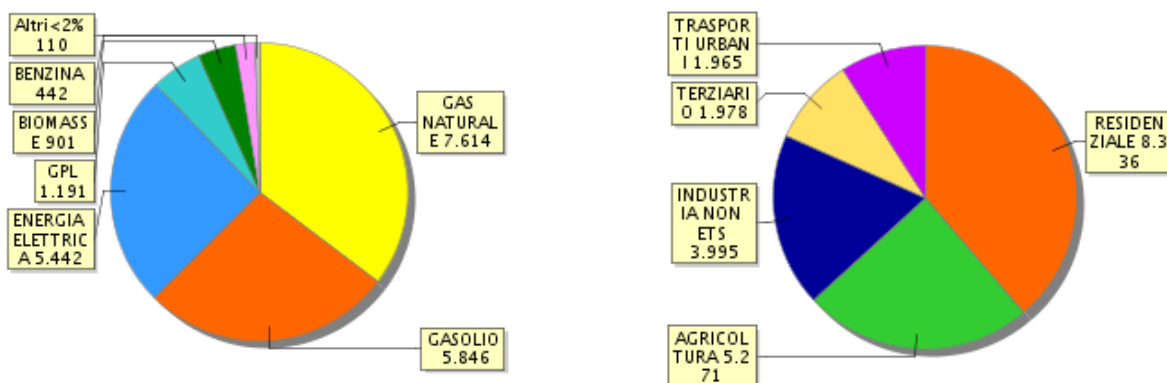 Altri<2%
110
BENZINA
442
BIOMASS
E 901
GPL
1.191
ENERGIA
ELETTRIC
A 5.442
GAS
NATURAL
E 7.614
GASOLIO
5.846
TRASPOR
TI URBAN
I 1.965
TERZIARI
O 1.978
INDUSTR
IA NON
ETS
3.995
AGRICOL
TURA 5.2
71
RESIDEN
ZIALE 8.3
36